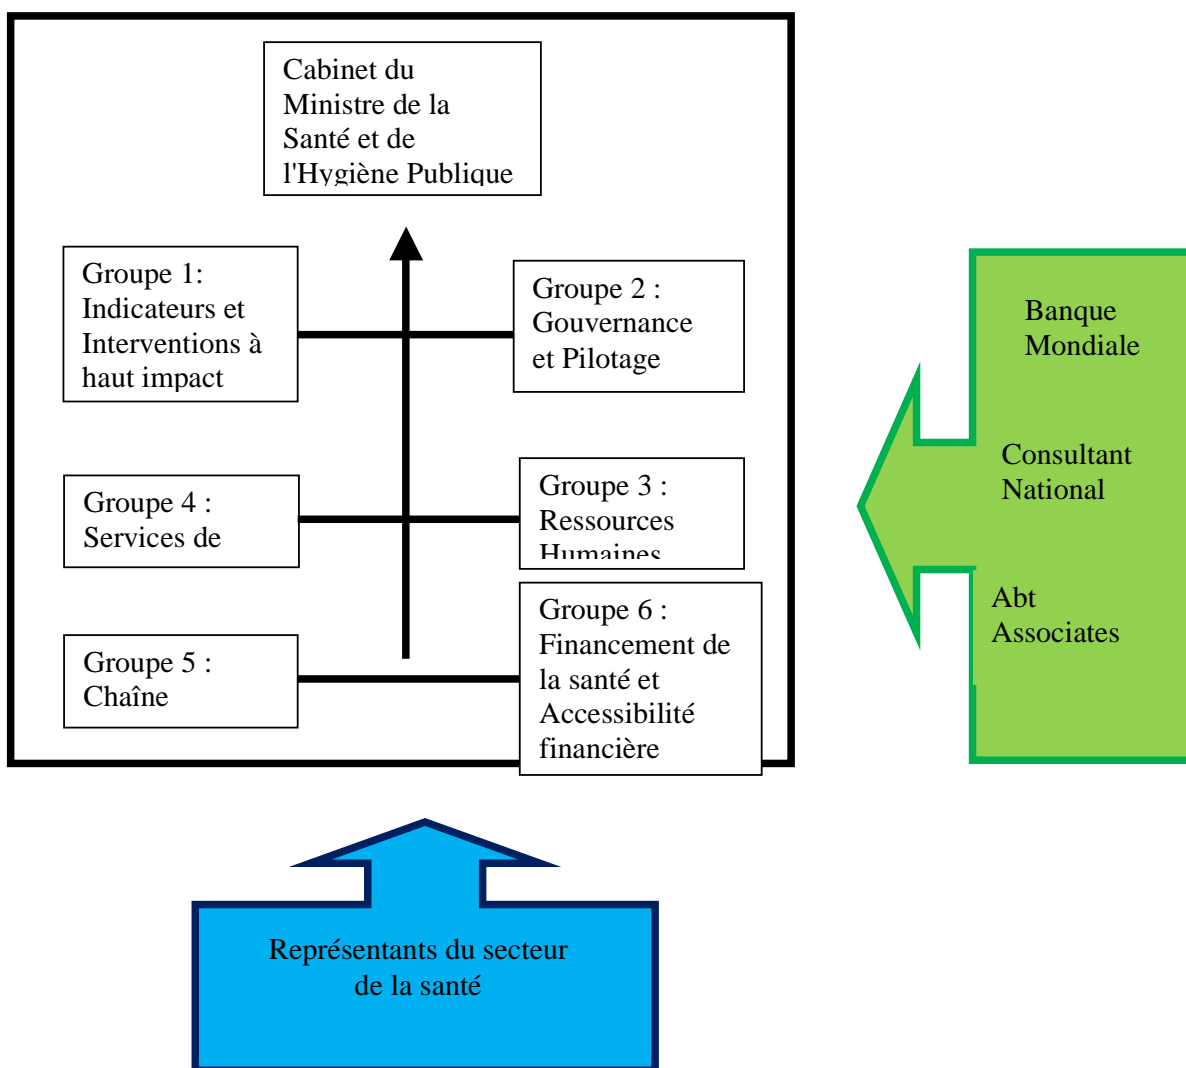 Cabinet du
Ministre de la
Santé et de
l'Hygiène Publique
Groupe 1:
Indicateurs et
Interventions à
haut impact
Groupe 2 :
Gouvernance
et Pilotage
Groupe 4 :
Services de
Groupe 3 :
Ressources
Humaines
Groupe 5 :
Chaîne
Groupe 6 :
Financement de
la santé et
Accessibilité
financière
Banque
Mondiale
Consultant
National
Abt
Associates
Représentants du secteur
de la santé